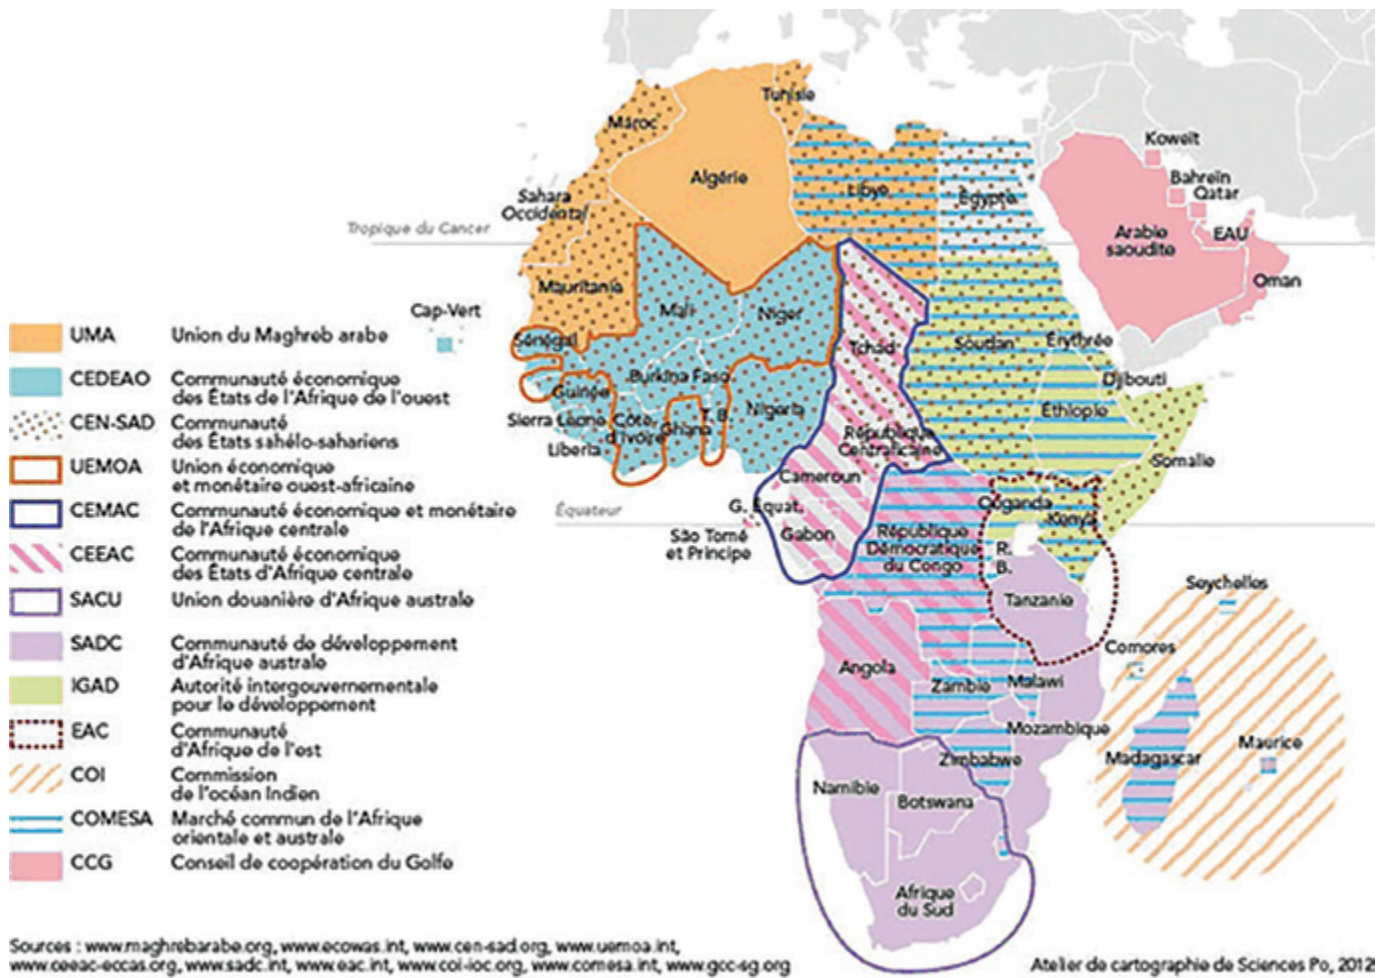 Maroc
Tunisie
Algérie
Libye
Égypte
Koweït
Bahreïn
Qatar
Arabie
saoudite
EAU
Oman
Sahara
Occidental
Tropique du Cancer
Mauritanie
Mali
Niger
Tchad
Soudan
Érythrée
Djibouti
Éthiopie
Somalie
Cap-Vert
Sénégal
Burkina Faso
Guinée
Sierra Leone
Liberia
Côte
d'Ivoire
Ghana
T.
B.
Nigeria
République
Centrafricaine
Cameroun
Équateur
G. Équat.
Gabon
São Tomé
et Principe
République
Démocratique
du Congo
Ouganda
Kenya
R.
B.
Tanzanie
Seychelles
Comores
Angola
Zambie
Malawi
Mozambique
Madagascar
Maurice
Zimbabwe
Namibie
Botswana
Afrique
du Sud
UMA Union du Maghreb arabe
CEDEAO Communauté économique
des États de l'Afrique de l'ouest
CEN-SAD Communauté
des États sahélo-sahariens
UEMOA Union économique
et monétaire ouest-africaine
CEMAC Communauté économique et monétaire
de l'Afrique centrale
CEEAC Communauté économique
des États d'Afrique centrale
SACU Union douanière d'Afrique australe
SADC Communauté de développement
d'Afrique australe
IGAD Autorité intergouvernementale
pour le développement
EAC Communauté
d'Afrique de l'est
COI Commission
de l'océan Indien
COMESA Marché commun de l'Afrique
orientale et australe
CCG Conseil de coopération du Golfe
Sources : www.maghrebarabe.org, www.ecowas.int, www.cen-sad.org, www.uemoa.int,
www.ceeac-eccas.org, www.sadc.int, www.eac.int, www.coi-ioc.org, www.comesa.int, www.gcc-sg.org
Atelier de cartographie de Sciences Po, 2012